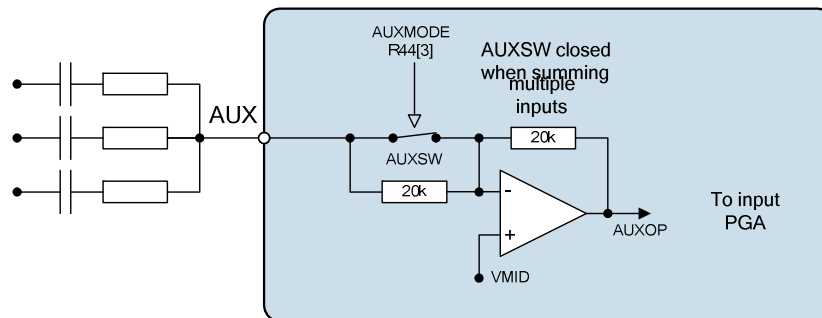 AUXMODE
R44[3]
AUXSW closed
when summing
multiple
inputs
AUX
20k
AUXSW
20k
-
+
To input
PGA
AUXOP
VMID